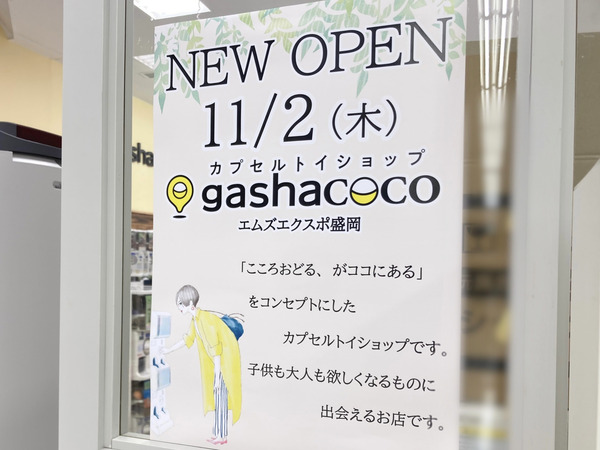 NEW OPEN
11/2（木）
カプセルトイショップ
gashacoco
エムズエクスポ盛岡
「こころおどる、がココにある」
をコンセプトにした
カプセルトイショップです。
子供も大人も欲しくなるものに
出会えるお店です。